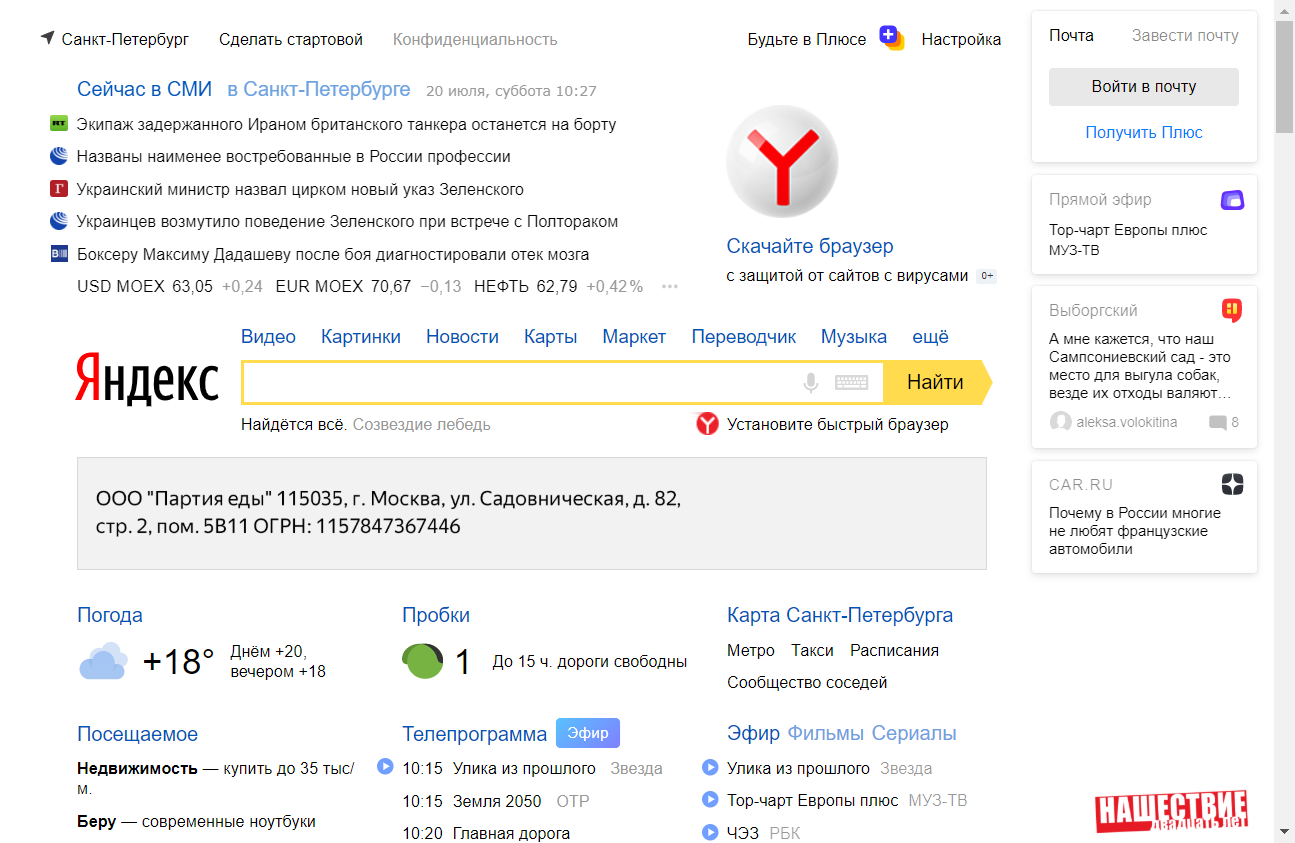 Санкт-Петербург Сделать стартовой Конфиденциальность Будьте в Плюсе Настройка
Сейчас в СМИ в Санкт-Петербурге 20 июля, суббота 10:27
RT Экипаж задержанного Ираном британского танкера останется на борту
Названы наименее востребованные в России профессии
Г Украинский министр назвал цирком новый указ Зеленского
Украинцев возмутило поведение Зеленского при встрече с Полтораком
Боксеру Максиму Дадашеву после боя диагностировали отек мозга
USD MOEX 63,05 +0,24 EUR MOEX 70,67 −0,13 НЕФТЬ 62,79 +0,42% •••
Y
Скачайте браузер
с защитой от сайтов с вирусами 0+
Почта Завести почту
Войти в почту
Получить Плюс
Прямой эфир
Тор-чарт Европы плюс
МУЗ-ТВ
Выборгский
А мне кажется, что наш
Сампсониевский сад - это
место для выгула собак,
везде их отходы валяют…
aleksa.volokitina 8
CAR.RU
Почему в России многие
не любят французские
автомобили
Видео Картинки Новости Карты Маркет Переводчик Музыка ещё
Яндекс Найти
Найдётся всё. Созвездие лебедь Установите быстрый браузер
ООО "Партия еды" 115035, г. Москва, ул. Садовническая, д. 82,
стр. 2, пом. 5В11 ОГРН: 1157847367446
Погода
+18° Днём +20,
вечером +18
Пробки
1 До 15 ч. дороги свободны
Карта Санкт-Петербурга
Метро Такси Расписания
Сообщество соседей
Посещаемое
Недвижимость — купить до 35 тыс/
м.
Беру — современные ноутбуки
Телепрограмма Эфир
10:15 Улика из прошлого Звезда
10:15 Земля 2050 ОТР
10:20 Главная дорога
Эфир Фильмы Сериалы
Улика из прошлого Звезда
Тор-чарт Европы плюс МУЗ-ТВ
ЧЭЗ РБК
НАШЕСТВИЕ
двадцать лет